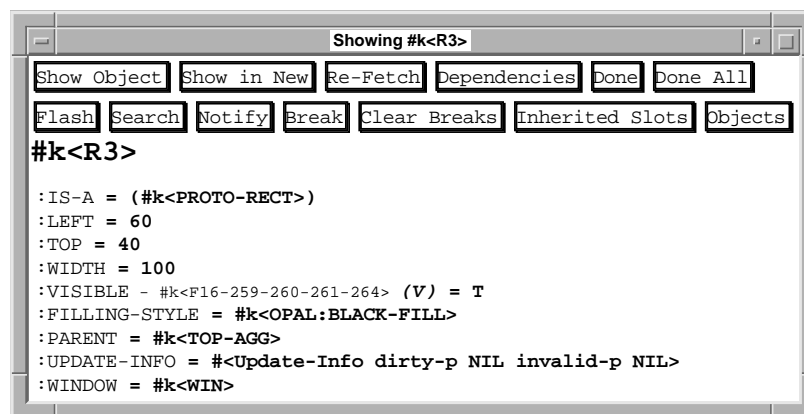 Showing #k<R3>
Show Object Show in New Re-Fetch Dependencies Done Done All
Flash Search Notify Break Clear Breaks Inherited Slots Objects
#k<R3>
:IS-A = (#k<PROTO-RECT>)
:LEFT = 60
:TOP = 40
:WIDTH = 100
:VISIBLE - #k<F16-259-260-261-264> (V) = T
:FILLING-STYLE = #k<OPAL:BLACK-FILL>
:PARENT = #k<TOP-AGG>
:UPDATE-INFO = #<Update-Info dirty-p NIL invalid-p NIL>
:WINDOW = #k<WIN>